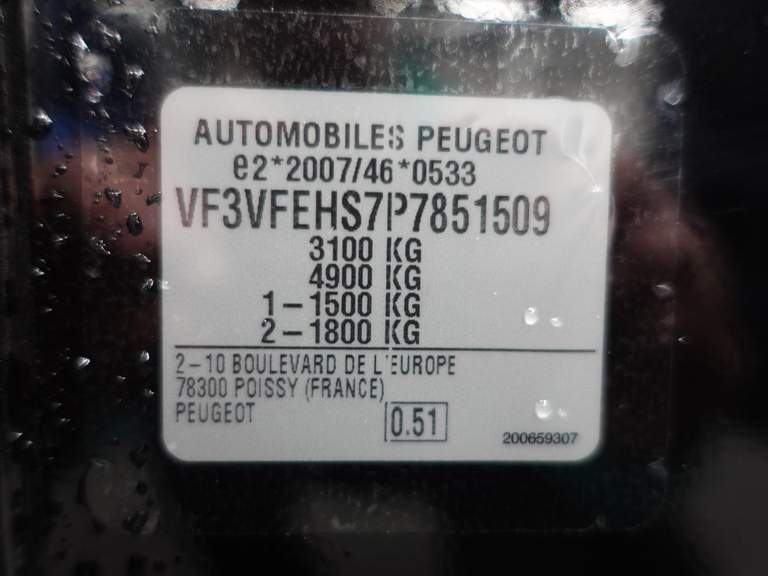 AUTOMOBILES PEUGEOT
e2*2007/46*0533
VF3VFEHS7P7851509
3100 KG
4900 KG
1-1500 KG
2-1800 KG
2-10 BOULEVARD DE L'EUROPE
78300 POISSY (FRANCE)
PEUGEOT
0.51
200659307